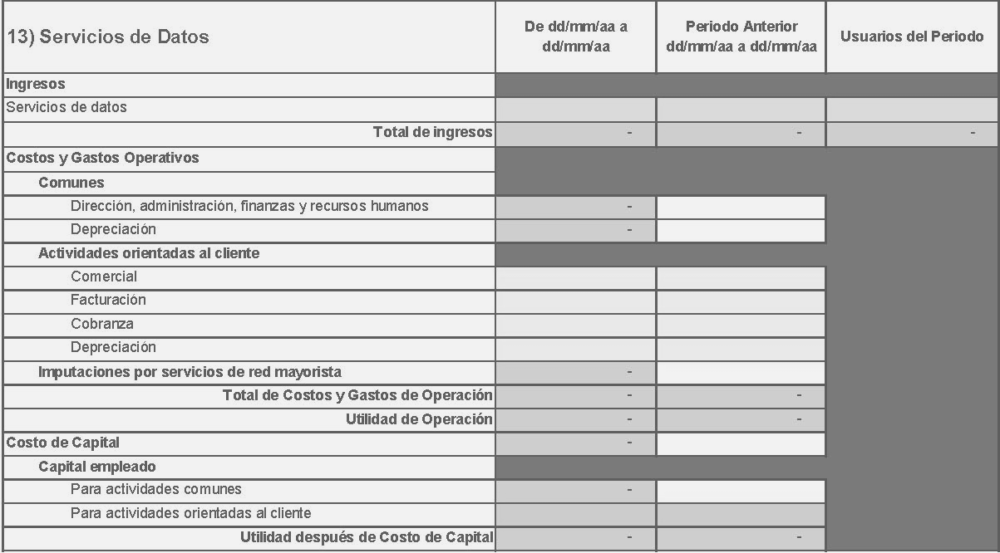 13) Servicios de Datos
De dd/mm/aa a
dd/mm/aa
Periodo Anterior
dd/mm/aa a dd/mm/aa
Usuarios del Periodo
Ingresos
Servicios de datos
Total de ingresos - - -
Costos y Gastos Operativos
Comunes
Dirección, administración, finanzas y recursos humanos -
Depreciación -
Actividades orientadas al cliente
Comercial
Facturación
Cobranza
Depreciación
Imputaciones por servicios de red mayorista -
Total de Costos y Gastos de Operación - -
Utilidad de Operación - -
Costo de Capital -
Capital empleado
Para actividades comunes -
Para actividades orientadas al cliente
Utilidad después de Costo de Capital - -